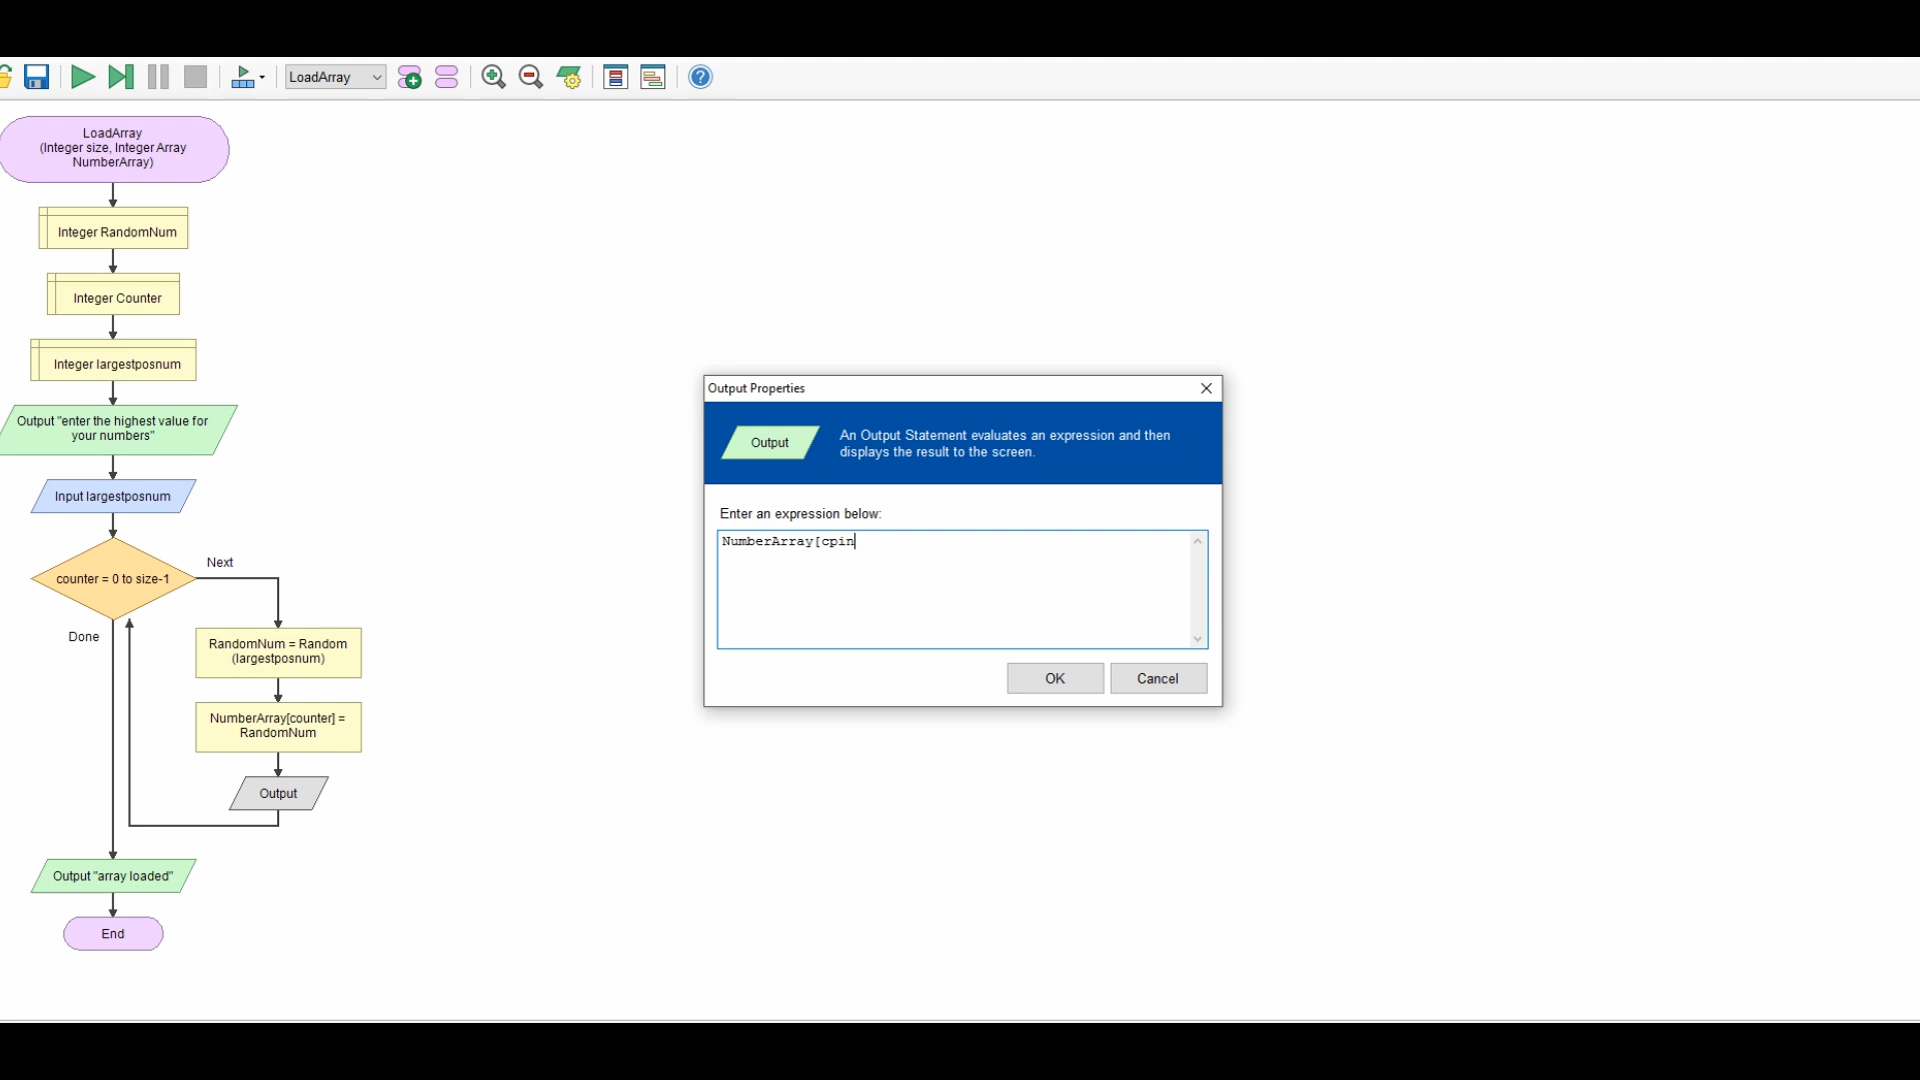 LoadArray
LoadArray
(Integer size, Integer Array
NumberArray)
Integer RandomNum
Integer Counter
Integer largestposnum
Output "enter the highest value for
your numbers"
Input largestposnum
counter = 0 to size-1
Next
Done
RandomNum = Random
(largestposnum)
NumberArray[counter] =
RandomNum
Output
Output "array loaded"
End
Output Properties
Output
An Output Statement evaluates an expression and then
displays the result to the screen.
Enter an expression below:
NumberArray[cpin
OK
Cancel